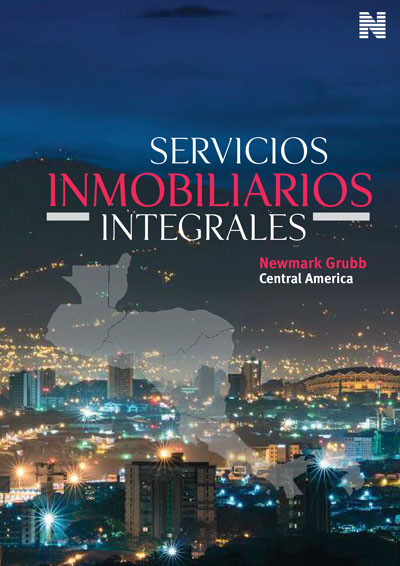 N
SERVICIOS
INMOBILIARIOS
INTEGRALES
Newmark Grubb
Central America